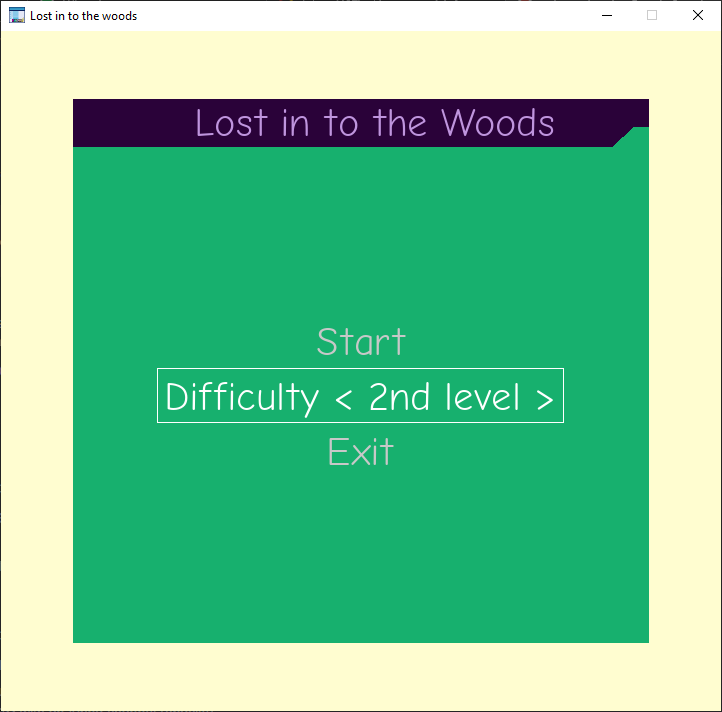 Lost in to the woods
Lost in to the Woods
Start
Difficulty < 2nd level >
Exit